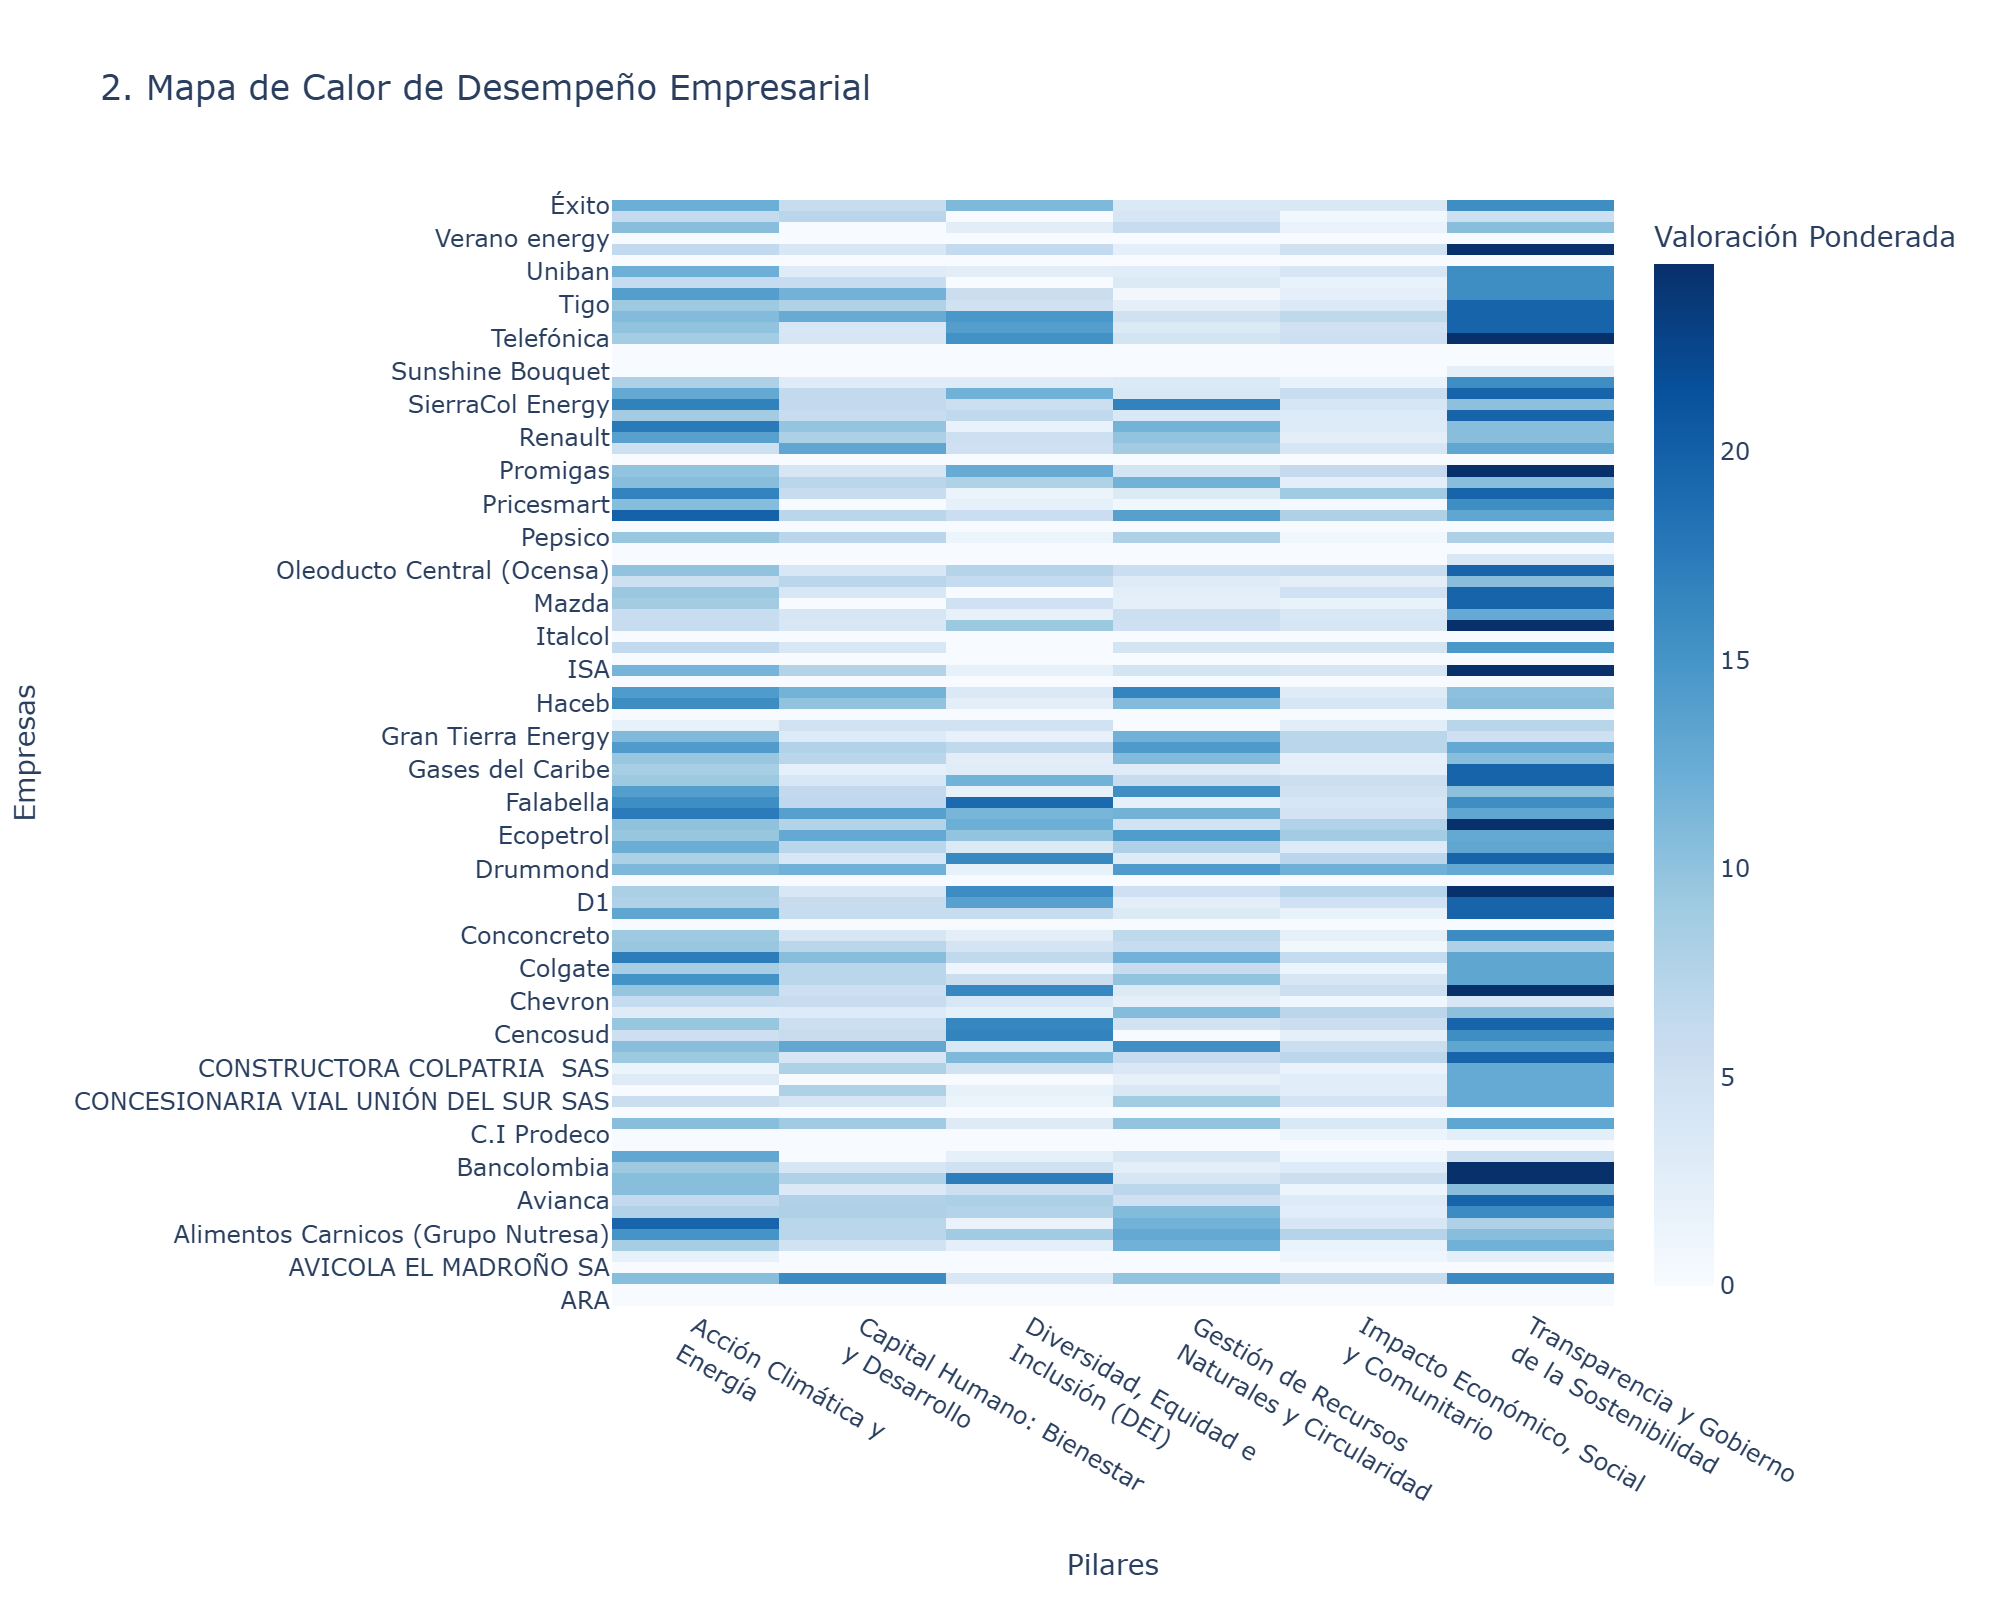 2. Mapa de Calor de Desempeño Empresarial
Valoración Ponderada
20
15
10
5
0
Empresas
Éxito
Verano energy
Uniban
Tigo
Telefónica
Sunshine Bouquet
SierraCol Energy
Renault
Promigas
Pricesmart
Pepsico
Oleoducto Central (Ocensa)
Mazda
Italcol
ISA
Haceb
Gran Tierra Energy
Gases del Caribe
Falabella
Ecopetrol
Drummond
D1
Conconcreto
Colgate
Chevron
Cencosud
CONSTRUCTORA COLPATRIA  SAS
CONCESIONARIA VIAL UNIÓN DEL SUR SAS
C.I Prodeco
Bancolombia
Avianca
Alimentos Carnicos (Grupo Nutresa)
AVICOLA EL MADROÑO SA
ARA
Acción Climática y
Energía
Capital Humano: Bienestar
y Desarrollo
Diversidad, Equidad e
Inclusión (DEI)
Gestión de Recursos
Naturales y Circularidad
Impacto Económico, Social
y Comunitario
Transparencia y Gobierno
de la Sostenibilidad
Pilares